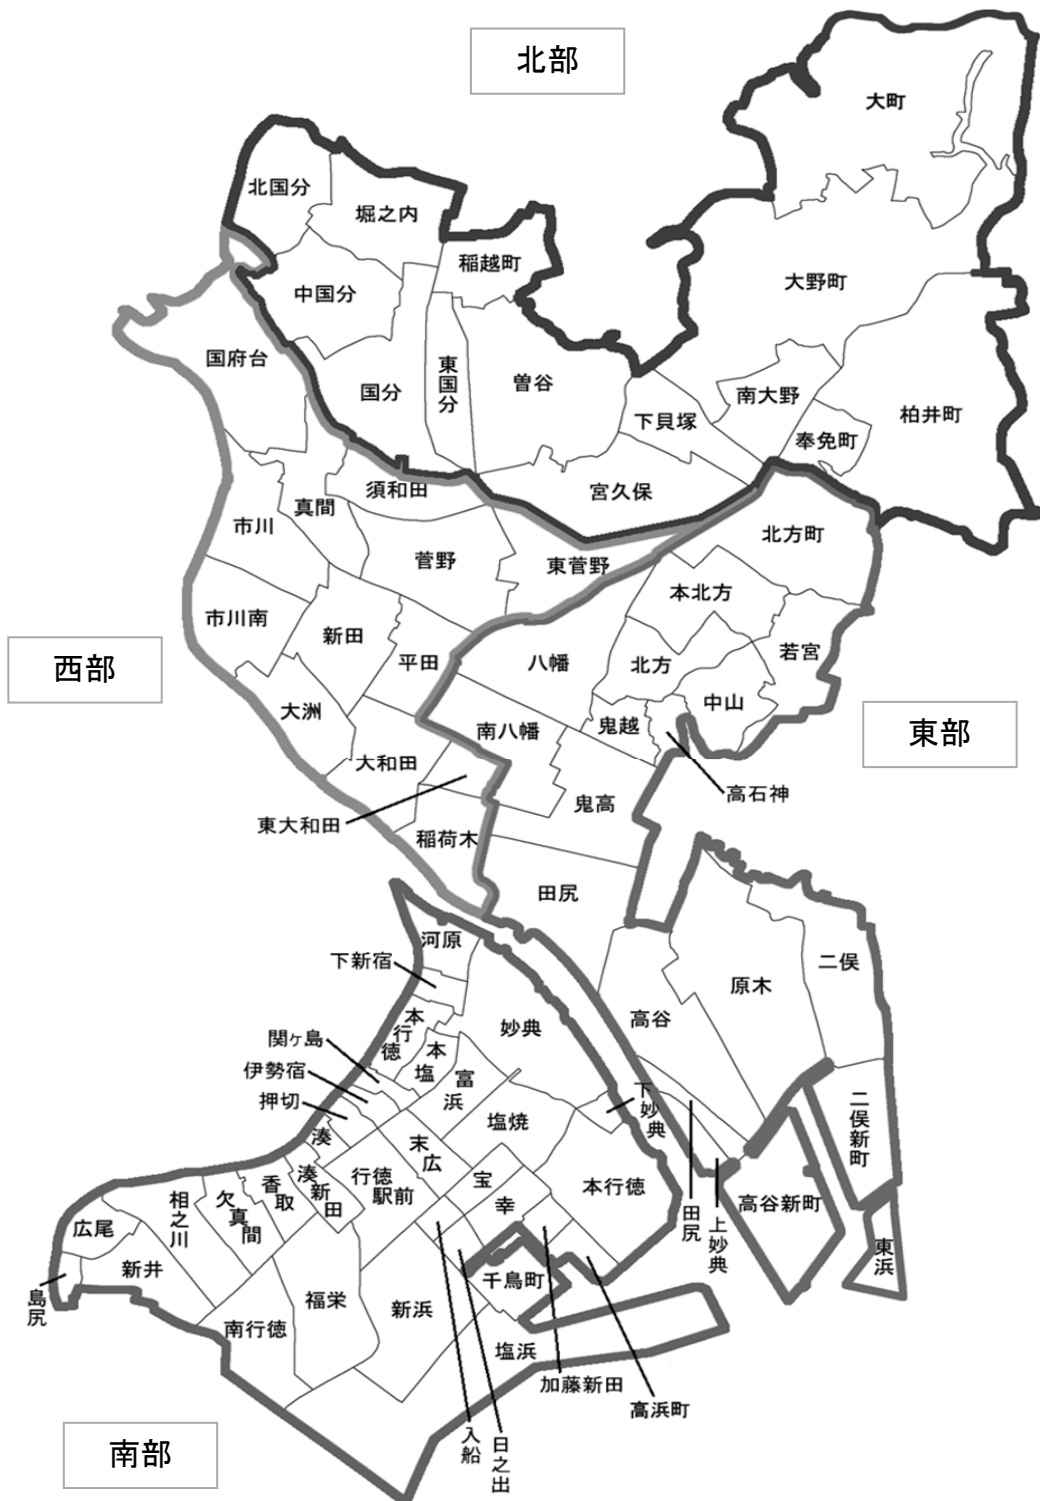 北部
大町
北国分
堀之内
稲越町
大野町
中国分
国府台
東国分
曽谷
国分
南大野
下貝塚
柏井町
奉免町
須和田
宮久保
真間
市川
北方町
菅野
東菅野
本北方
市川南
新田
西部
平田
八幡
北方
若宮
大洲
南八幡
鬼越
中山
東部
大和田
高石神
鬼高
東大和田
稲荷木
田尻
河原
下新宿
二俣
原木
高谷
本行徳
妙典
関ヶ島
本塩
伊勢宿
富浜
押切
下妙典
塩焼
二俣新町
湊
末広
行徳
駅前
宝
本行徳
湊新田
香取
幸
高谷新町
相之川
欠真間
田尻
上妙典
広尾
新井
東浜
千鳥町
島尻
福栄
新浜
南行徳
塩浜
加藤新田
高浜町
入船
日之出
南部